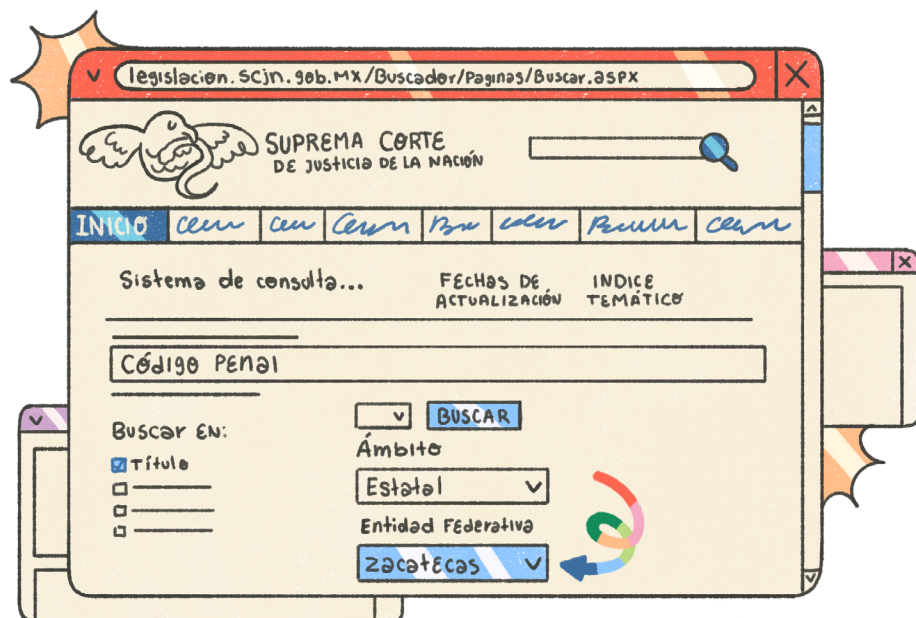 legislacion.scjn.gob.mx/Buscador/Paginas/Buscar.aspx
SUPREMA CORTE
DE JUSTICIA DE LA NACIÓN
INICIO
Sistema de consulta...
FECHAS DE
ACTUALIZACIÓN
INDICE
TEMÁTICO
Código Penal
BUSCAR
Buscar EN:
Título
Ámbito
Estatal
Entidad Federativa
Zacatecas